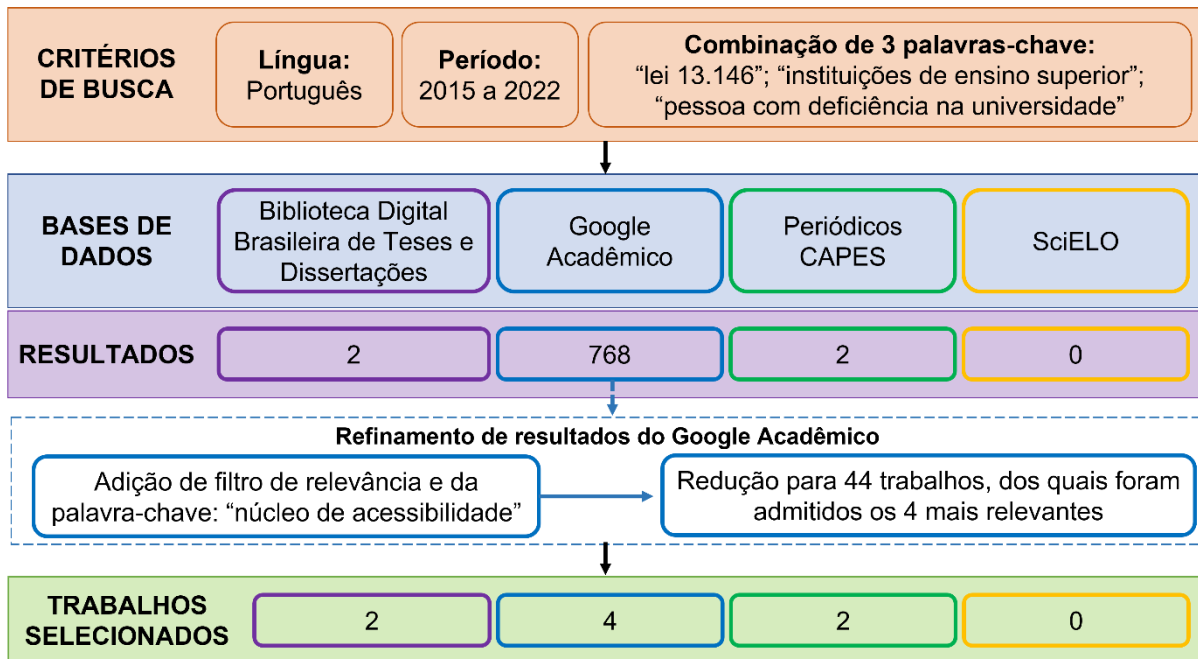 CRITÉRIOS
DE BUSCA
Língua:
Português
Período:
2015 a 2022
Combinação de 3 palavras-chave:
“lei 13.146”; “instituições de ensino superior”;
“pessoa com deficiência na universidade”
BASES DE
DADOS
Biblioteca Digital
Brasileira de Teses e
Dissertações
Google
Acadêmico
Periódicos
CAPES
SciELO
RESULTADOS
2
768
2
0
Refinamento de resultados do Google Acadêmico
Adição de filtro de relevância e da
palavra-chave: “núcleo de acessibilidade”
Redução para 44 trabalhos, dos quais foram
admitidos os 4 mais relevantes
TRABALHOS
SELECIONADOS
2
4
2
0